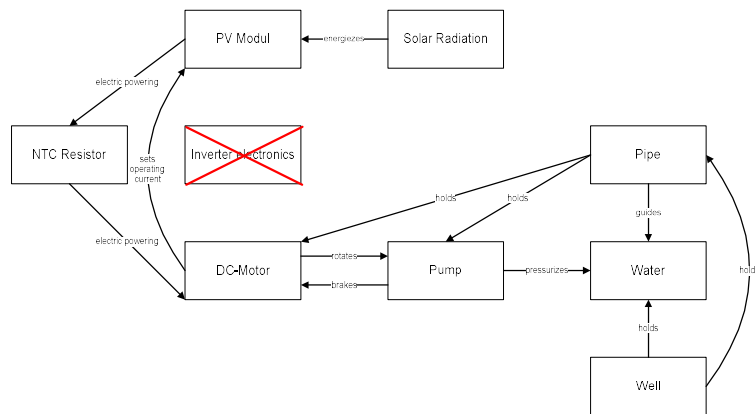 PV Modul
energiezes
Solar Radiation
electric powering
NTC Resistor
sets
operating
current
Inverter electronics
Pipe
holds
holds
guides
electric powering
DC-Motor
rotates
brakes
Pump
pressurizes
Water
hold
holds
Well